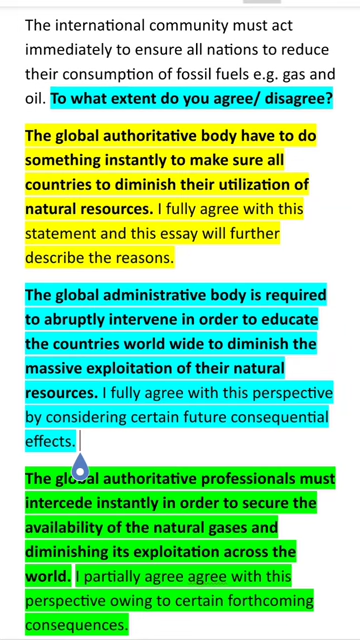 The international community must act
immediately to ensure all nations to reduce
their consumption of fossil fuels e.g. gas and
oil. To what extent do you agree/ disagree?
The global authoritative body have to do
something instantly to make sure all
countries to diminish their utilization of
natural resources. I fully agree with this
statement and this essay will further
describe the reasons.
The global administrative body is required
to abruptly intervene in order to educate
the countries world wide to diminish the
massive exploitation of their natural
resources. I fully agree with this perspective
by considering certain future consequential
effects.
The global authoritative professionals must
intercede instantly in order to secure the
availability of the natural gases and
diminishing its exploitation across the
world. I partially agree agree with this
perspective owing to certain forthcoming
consequences.